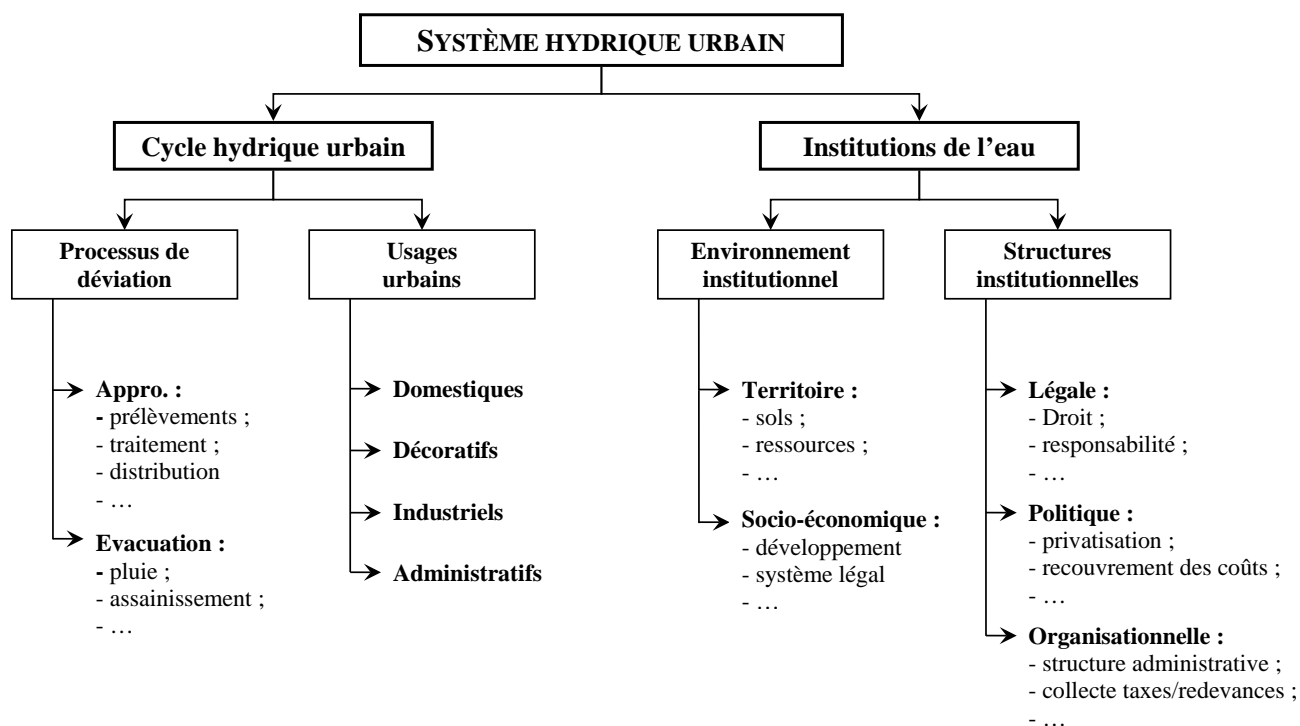 SYSTÈME HYDRIQUE URBAIN
Cycle hydrique urbain
Institutions de l’eau
Processus de
déviation
Usages
urbains
Environnement
institutionnel
Structures
institutionnelles
Appro. :
- prélèvements ;
- traitement ;
- distribution
- …
Evacuation :
- pluie ;
- assainissement ;
- …
Domestiques
Décoratifs
Industriels
Administratifs
Territoire :
- sols ;
- ressources ;
- …
Socio-économique :
- développement
- système légal
- …
Légale :
- Droit ;
- responsabilité ;
- …
Politique :
- privatisation ;
- recouvrement des coûts ;
- …
Organisationnelle :
- structure administrative ;
- collecte taxes/redevances ;
- …